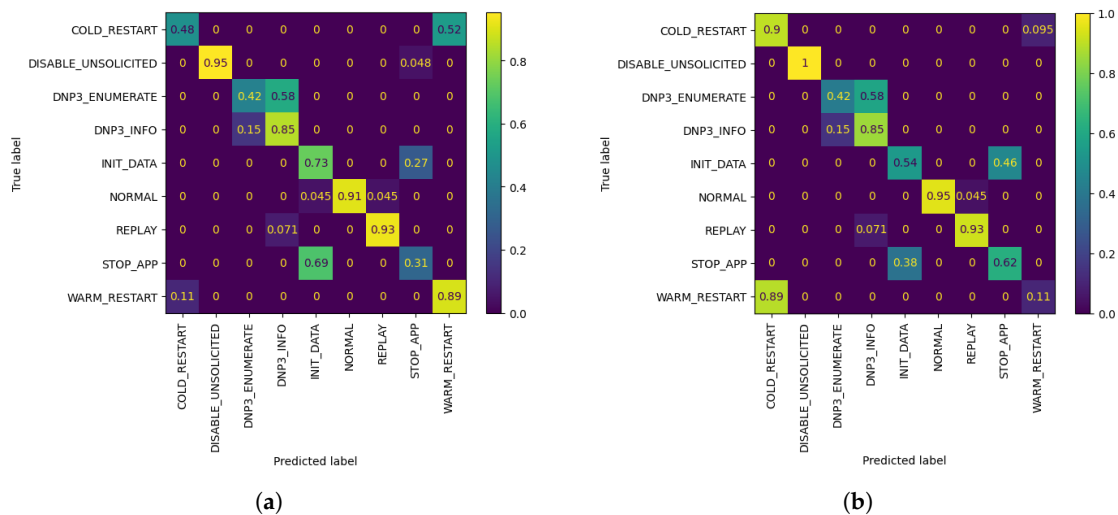 COLD_RESTART 0.48 0 0 0 0 0 0 0 0.52
DISABLE_UNSOLICITED 0 0.95 0 0 0 0 0 0.048 0
DNP3_ENUMERATE 0 0 0.42 0.58 0 0 0 0 0
DNP3_INFO 0 0 0.15 0.85 0 0 0 0 0
INIT_DATA 0 0 0 0 0.73 0 0 0.27 0
NORMAL 0 0 0 0 0.045 0.91 0.045 0 0
REPLAY 0 0 0 0.071 0 0 0.93 0 0
STOP_APP 0 0 0 0 0.69 0 0 0.31 0
WARM_RESTART 0.11 0 0 0 0 0 0 0 0.89
True label
COLD_RESTART
DISABLE_UNSOLICITED
DNP3_ENUMERATE
DNP3_INFO
INIT_DATA
NORMAL
REPLAY
STOP_APP
WARM_RESTART
Predicted label
0.8
0.6
0.4
0.2
0.0
(a)
COLD_RESTART 0.9 0 0 0 0 0 0 0 0.095
DISABLE_UNSOLICITED 0 1 0 0 0 0 0 0 0
DNP3_ENUMERATE 0 0 0.42 0.58 0 0 0 0 0
DNP3_INFO 0 0 0.15 0.85 0 0 0 0 0
INIT_DATA 0 0 0 0 0.54 0 0 0.46 0
NORMAL 0 0 0 0 0 0.95 0.045 0 0
REPLAY 0 0 0 0.071 0 0 0.93 0 0
STOP_APP 0 0 0 0 0.38 0 0 0.62 0
WARM_RESTART 0.89 0 0 0 0 0 0 0 0.11
True label
COLD_RESTART
DISABLE_UNSOLICITED
DNP3_ENUMERATE
DNP3_INFO
INIT_DATA
NORMAL
REPLAY
STOP_APP
WARM_RESTART
Predicted label
1.0
0.8
0.6
0.4
0.2
0.0
(b)